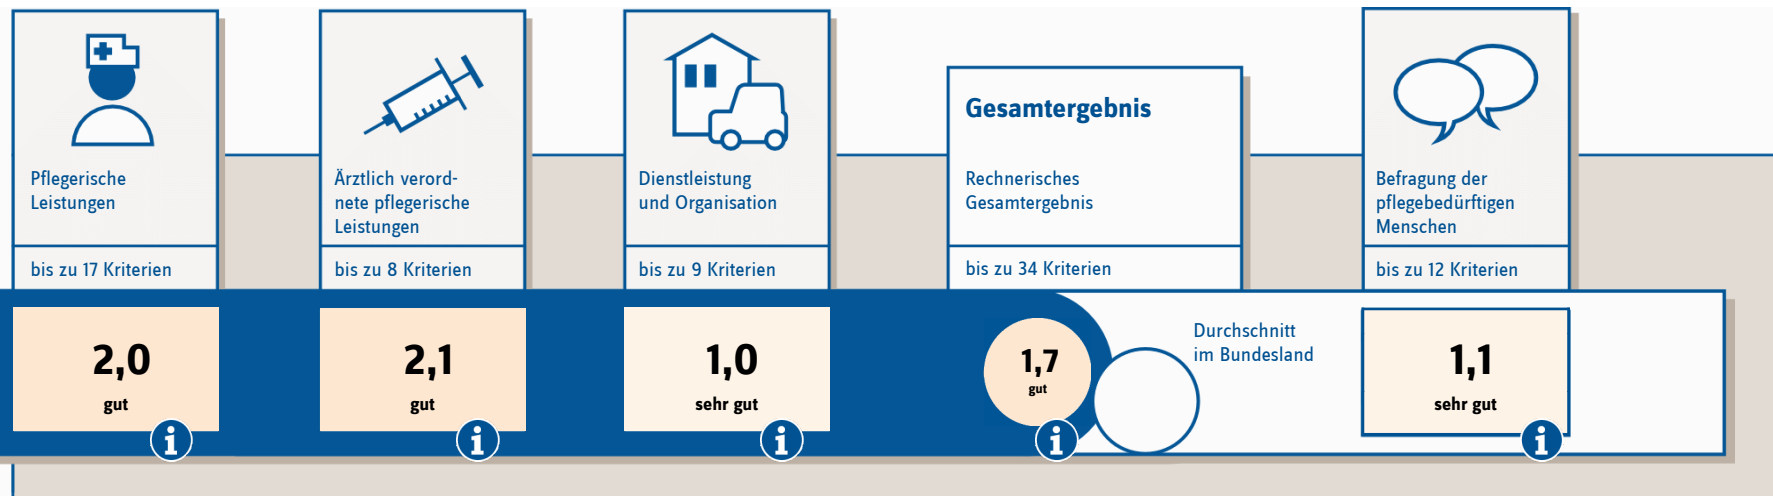 Pflegerische
Leistungen
bis zu 17 Kriterien
2,0
gut
Ärztlich verord-
nete pflegerische
Leistungen
bis zu 8 Kriterien
2,1
gut
Dienstleistung
und Organisation
bis zu 9 Kriterien
1,0
sehr gut
Gesamtergebnis
Rechnerisches
Gesamtergebnis
bis zu 34 Kriterien
1,7
gut
Durchschnitt
im Bundesland
Befragung der
pflegebedürftigen
Menschen
bis zu 12 Kriterien
1,1
sehr gut